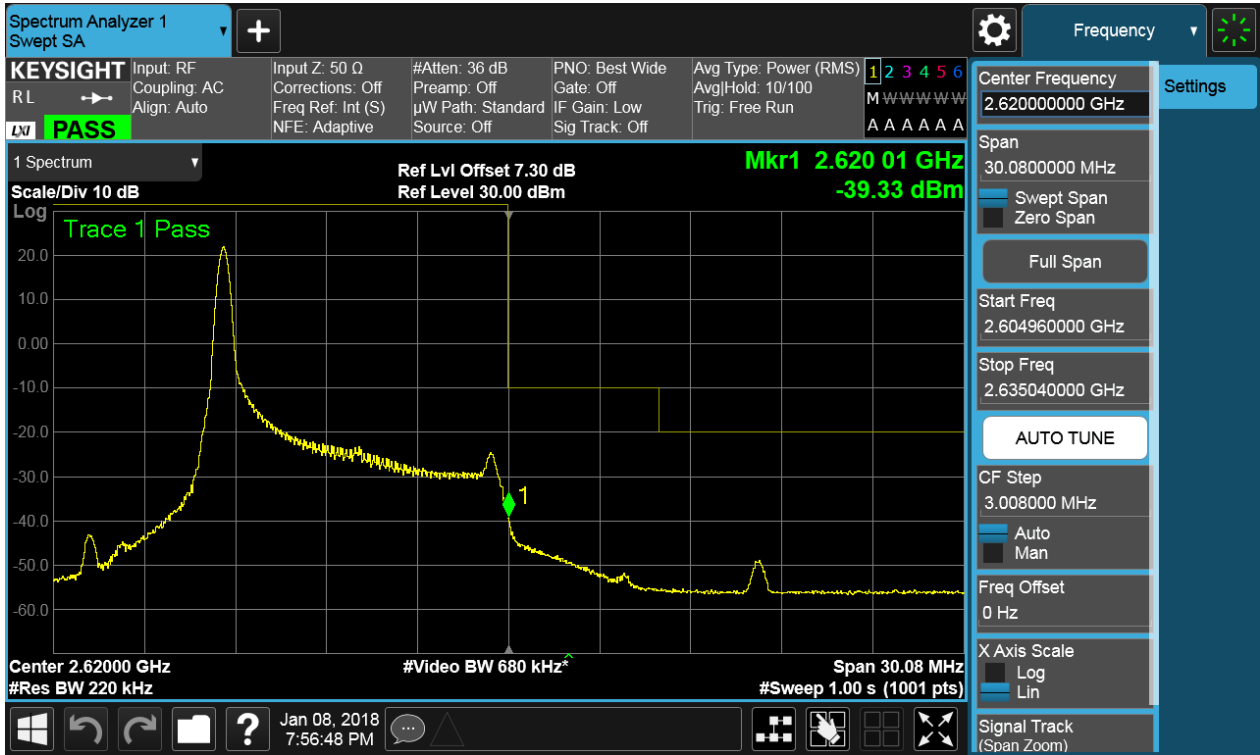 Spectrum Analyzer 1
Swept SA
Frequency
KEYSIGHT
RL
LXI
PASS
Input: RF
Coupling: AC
Align: Auto
Input Z: 50 Ω
Corrections: Off
Freq Ref: Int (S)
NFE: Adaptive
#Atten: 36 dB
Preamp: Off
µW Path: Standard
Source: Off
PNO: Best Wide
Gate: Off
IF Gain: Low
Sig Track: Off
Avg Type: Power (RMS)
Avg|Hold: 10/100
Trig: Free Run
1 2 3 4 5 6
M W W W W W
A A A A A A
1 Spectrum
Scale/Div 10 dB
Ref Lvl Offset 7.30 dB
Ref Level 30.00 dBm
Mkr1 2.620 01 GHz
-39.33 dBm
Log
Trace 1 Pass
20.0
10.0
0.00
-10.0
-20.0
-30.0
-40.0
-50.0
-60.0
1
Center 2.62000 GHz
#Video BW 680 kHz*
Span 30.08 MHz
#Res BW 220 kHz
#Sweep 1.00 s (1001 pts)
Jan 08, 2018
7:56:48 PM
Settings
Center Frequency
2.620000000 GHz
Span
30.0800000 MHz
Swept Span
Zero Span
Full Span
Start Freq
2.604960000 GHz
Stop Freq
2.635040000 GHz
AUTO TUNE
CF Step
3.008000 MHz
Auto
Man
Freq Offset
0 Hz
X Axis Scale
Log
Lin
Signal Track
(Span Zoom)